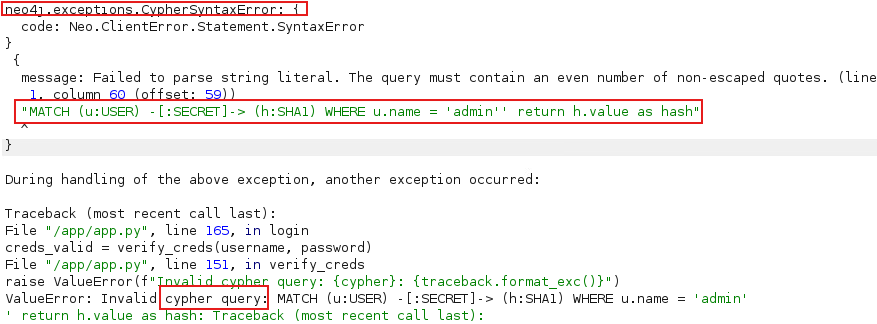 neo4j.exceptions.CypherSyntaxError: {
code: Neo.ClientError.Statement.SyntaxError
}
{
message: Failed to parse string literal. The query must contain an even number of non-escaped quotes. (line
1, column 60 (offset: 59))
"MATCH (u:USER) -[:SECRET]-> (h:SHA1) WHERE u.name = 'admin'' return h.value as hash"
^
}
During handling of the above exception, another exception occurred:
Traceback (most recent call last):
File "/app/app.py", line 165, in login
creds_valid = verify_creds(username, password)
File "/app/app.py", line 151, in verify_creds
raise ValueError(f"Invalid cypher query: {cypher}: {traceback.format_exc()}")
ValueError: Invalid cypher query: MATCH (u:USER) -[:SECRET]-> (h:SHA1) WHERE u.name = 'admin'
' return h.value as hash: Traceback (most recent call last):